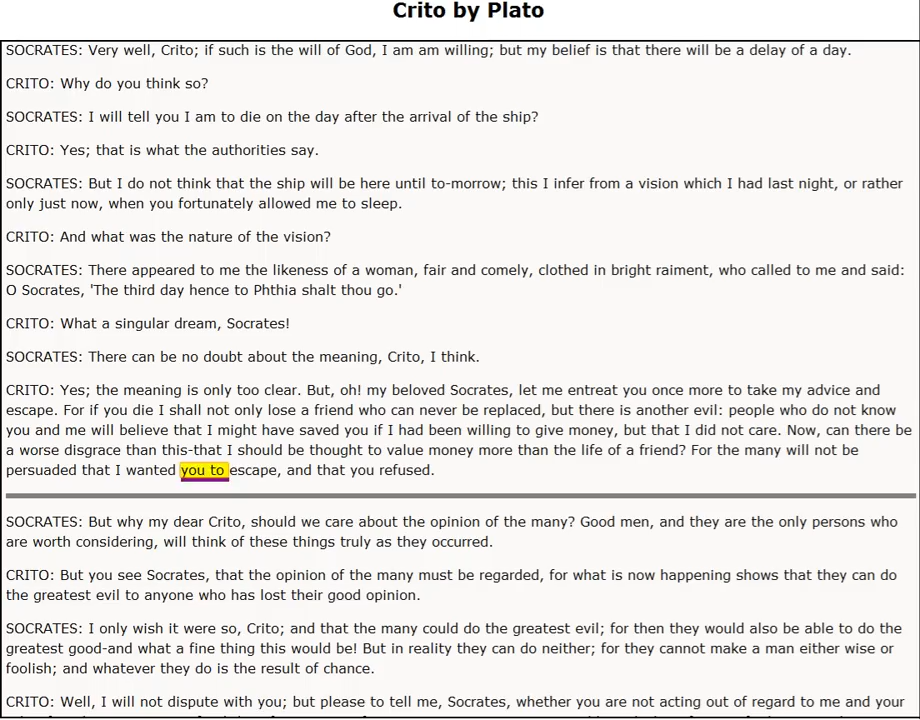 Crito by Plato
SOCRATES: Very well, Crito; if such is the will of God, I am am willing; but my belief is that there will be a delay of a day.
CRITO: Why do you think so?
SOCRATES: I will tell you I am to die on the day after the arrival of the ship?
CRITO: Yes; that is what the authorities say.
SOCRATES: But I do not think that the ship will be here until to-morrow; this I infer from a vision which I had last night, or rather
only just now, when you fortunately allowed me to sleep.
CRITO: And what was the nature of the vision?
SOCRATES: There appeared to me the likeness of a woman, fair and comely, clothed in bright raiment, who called to me and said:
O Socrates, 'The third day hence to Phthia shalt thou go.'
CRITO: What a singular dream, Socrates!
SOCRATES: There can be no doubt about the meaning, Crito, I think.
CRITO: Yes; the meaning is only too clear. But, oh! my beloved Socrates, let me entreat you once more to take my advice and
escape. For if you die I shall not only lose a friend who can never be replaced, but there is another evil: people who do not know
you and me will believe that I might have saved you if I had been willing to give money, but that I did not care. Now, can there be
a worse disgrace than this-that I should be thought to value money more than the life of a friend? For the many will not be
persuaded that I wanted you to escape, and that you refused.
SOCRATES: But why my dear Crito, should we care about the opinion of the many? Good men, and they are the only persons who
are worth considering, will think of these things truly as they occurred.
CRITO: But you see Socrates, that the opinion of the many must be regarded, for what is now happening shows that they can do
the greatest evil to anyone who has lost their good opinion.
SOCRATES: I only wish it were so, Crito; and that the many could do the greatest evil; for then they would also be able to do the
greatest good-and what a fine thing this would be! But in reality they can do neither; for they cannot make a man either wise or
foolish; and whatever they do is the result of chance.
CRITO: Well, I will not dispute with you; but please to tell me, Socrates, whether you are not acting out of regard to me and your